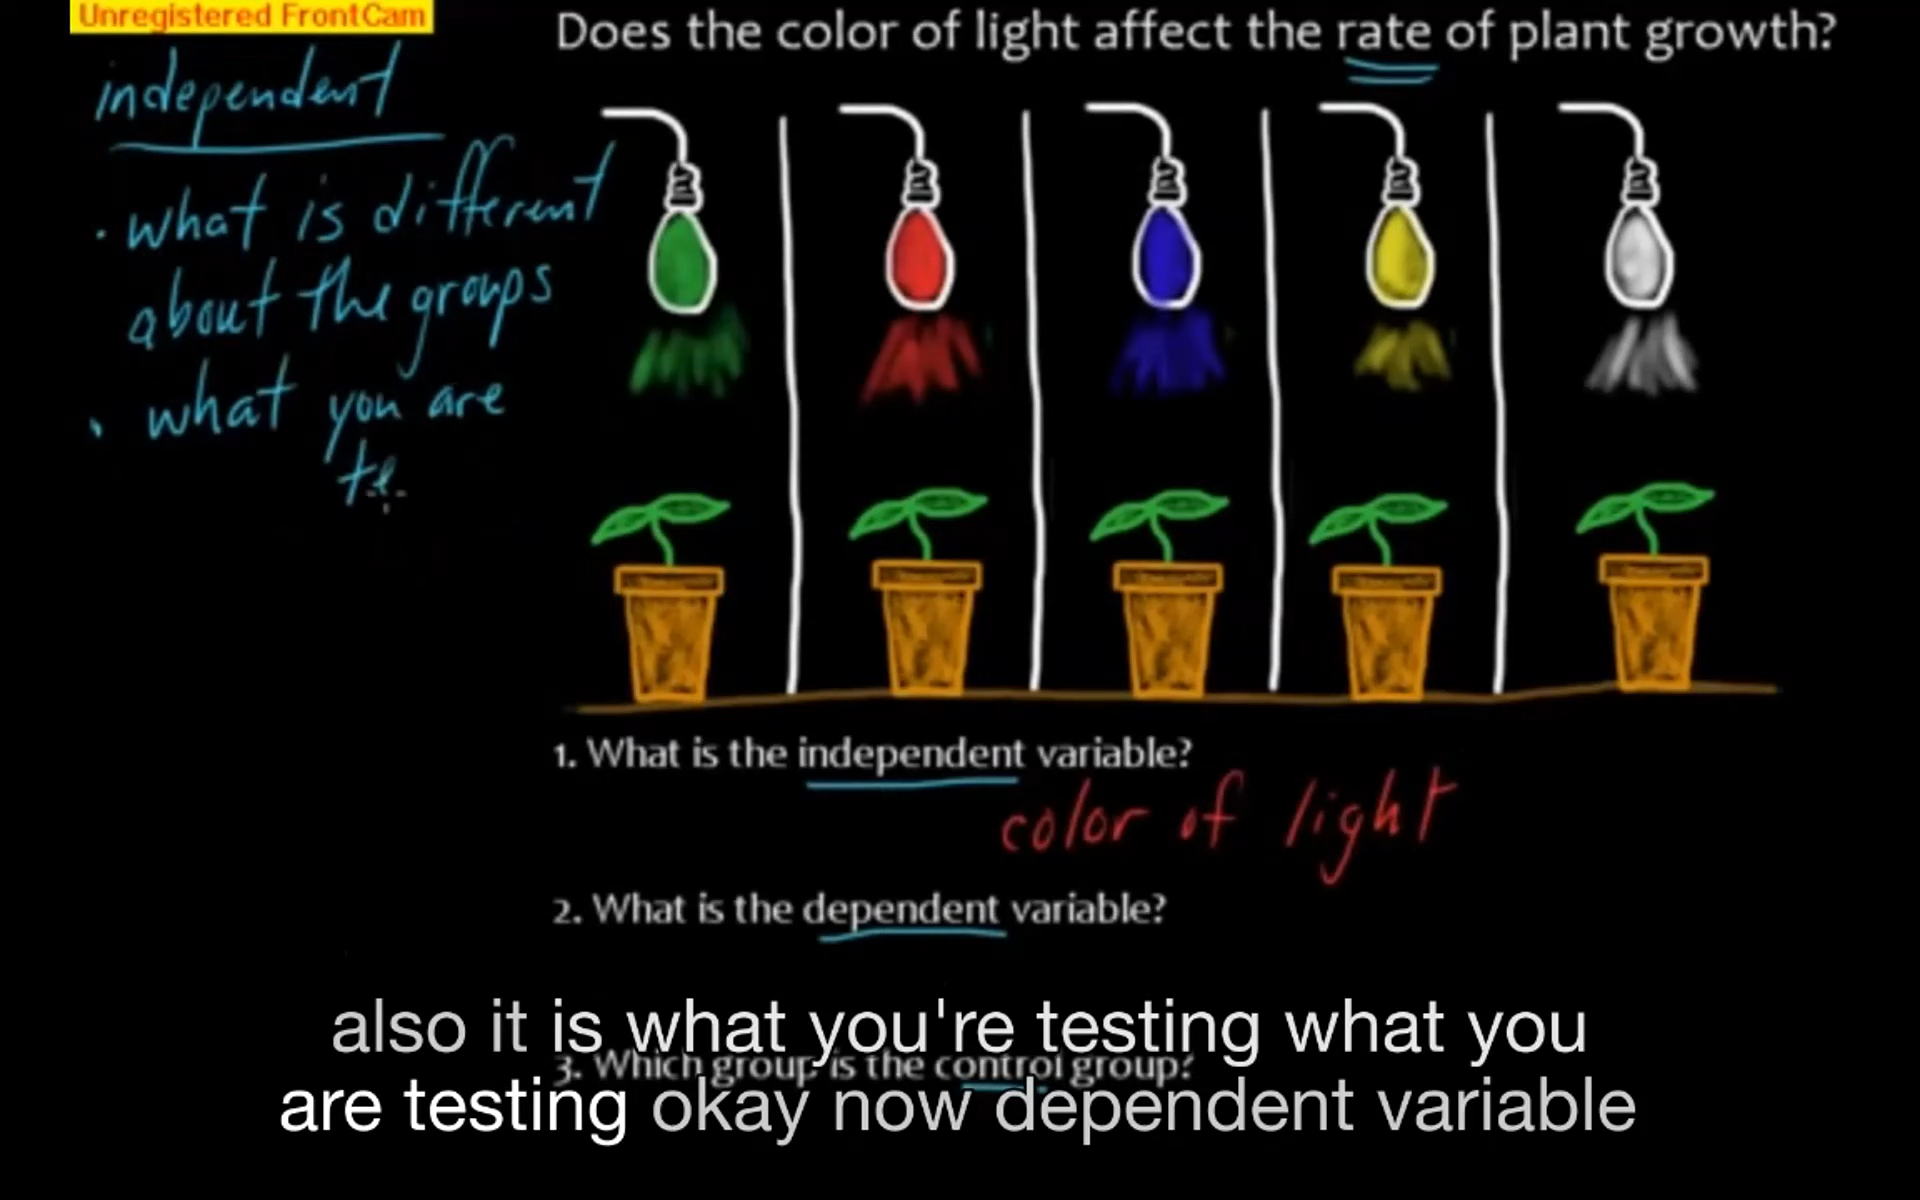 Unregistered FrontCam
Does the color of light affect the rate of plant growth?
independent
· what is different
about the groups
· what you are
te
1. What is the independent variable?
color of light
2. What is the dependent variable?
3. Which group is the control group?
also it is what you're testing what you
are testing okay now dependent variable